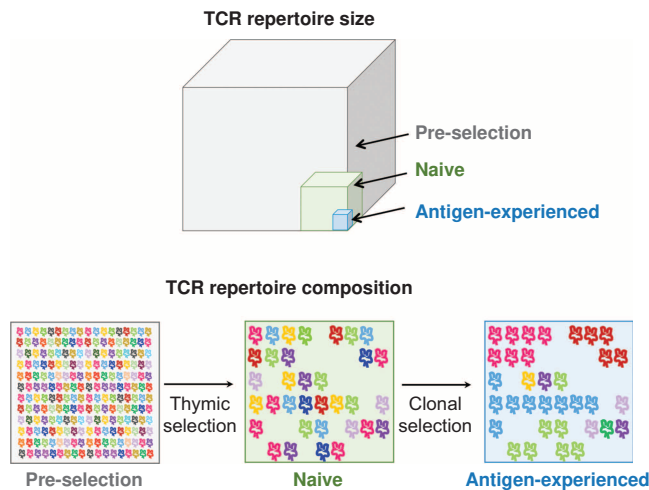 TCR repertoire size
Pre-selection
Naive
Antigen-experienced
TCR repertoire composition
Thymic
selection
Clonal
selection
Pre-selection
Naive
Antigen-experienced